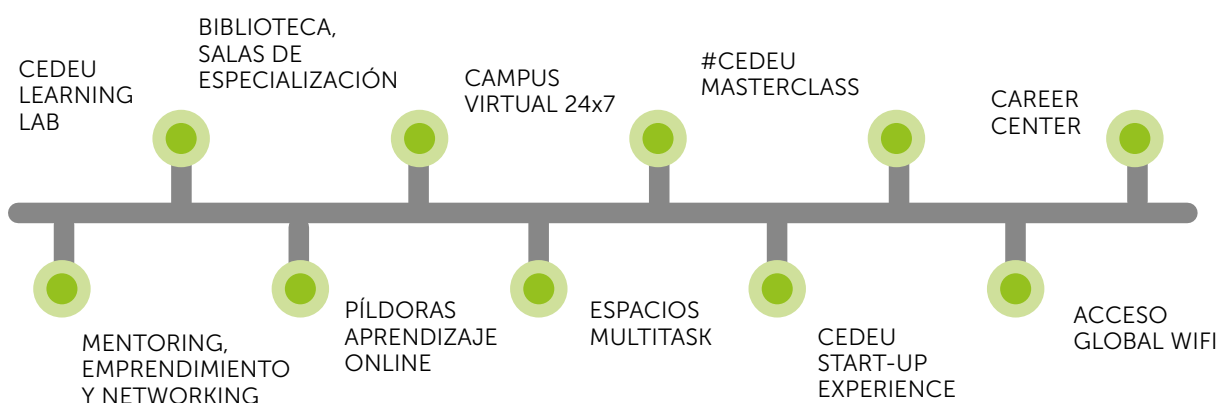 CEDEU
LEARNING
LAB
BIBLIOTECA,
SALAS DE
ESPECIALIZACIÓN
CAMPUS
VIRTUAL 24x7
#CEDEU
MASTERCLASS
CAREER
CENTER
MENTORING,
EMPRENDIMIENTO
Y NETWORKING
PÍLDORAS
APRENDIZAJE
ONLINE
ESPACIOS
MULTITASK
CEDEU
START-UP
EXPERIENCE
ACCESO
GLOBAL WIFI